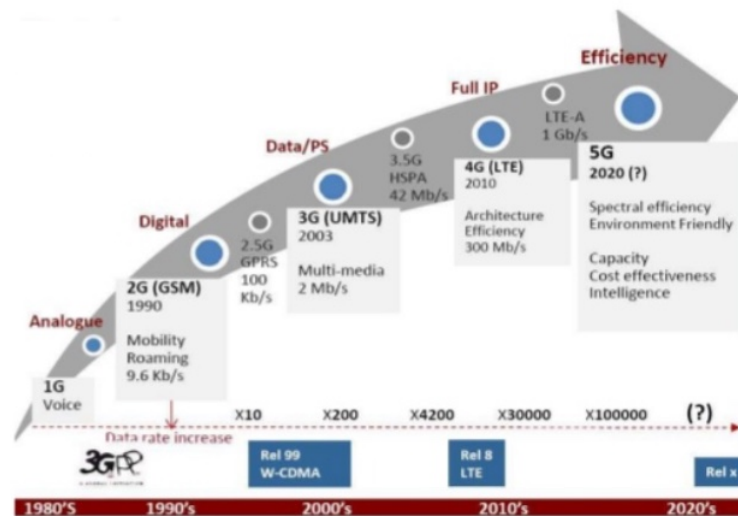 Efficiency
Full IP
LTE-A
1 Gb/s
Data/PS
3.5G
HSPA
42 Mb/s
4G (LTE)
2010
Architecture
Efficiency
300 Mb/s
5G
2020 (?)
Spectral efficiency
Environment Friendly
Capacity
Cost effectiveness
Intelligence
Digital
2.5G
GPRS
100
Kb/s
3G (UMTS)
2003
Multi-media
2 Mb/s
2G (GSM)
1990
Mobility
Roaming
9.6 Kb/s
Analogue
1G
Voice
X10 X200 X4200 X30000 X100000 (?)
Data rate increase
3GPP
Rel 99
W-CDMA
Rel 8
LTE
Rel x
1980'S 1990's 2000's 2010's 2020's